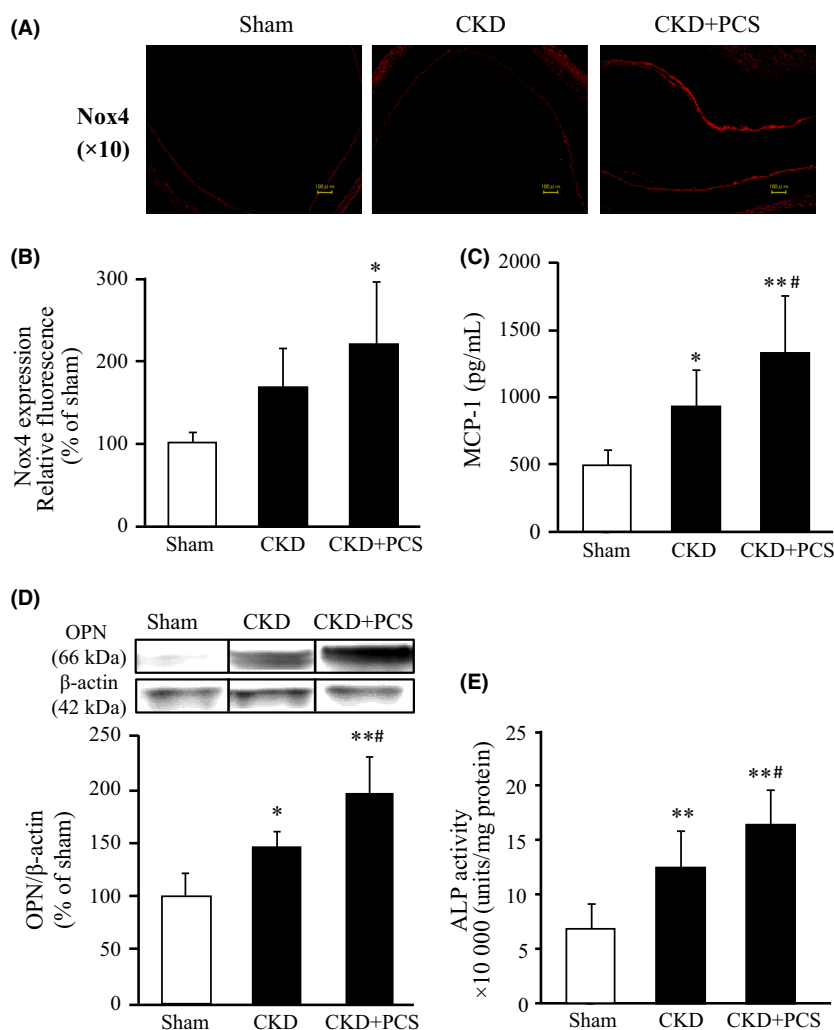 (A)
Sham
CKD
CKD+PCS
Nox4
(×10)
100μm
100μm
100μm
(B)
Nox4 expression
Relative fluorescence
(% of sham)
300
200
100
0
*
Sham
CKD
CKD+PCS
(C)
MCP-1 (pg/mL)
2000
1500
1000
500
0
*
**#
Sham
CKD
CKD+PCS
(D)
Sham
CKD
CKD+PCS
OPN
(66 kDa)
β-actin
(42 kDa)
OPN/β-actin
(% of sham)
250
200
150
100
50
0
*
**#
Sham
CKD
CKD+PCS
(E)
ALP activity
×10 000 (units/mg protein)
25
20
15
10
5
0
**
**#
Sham
CKD
CKD+PCS